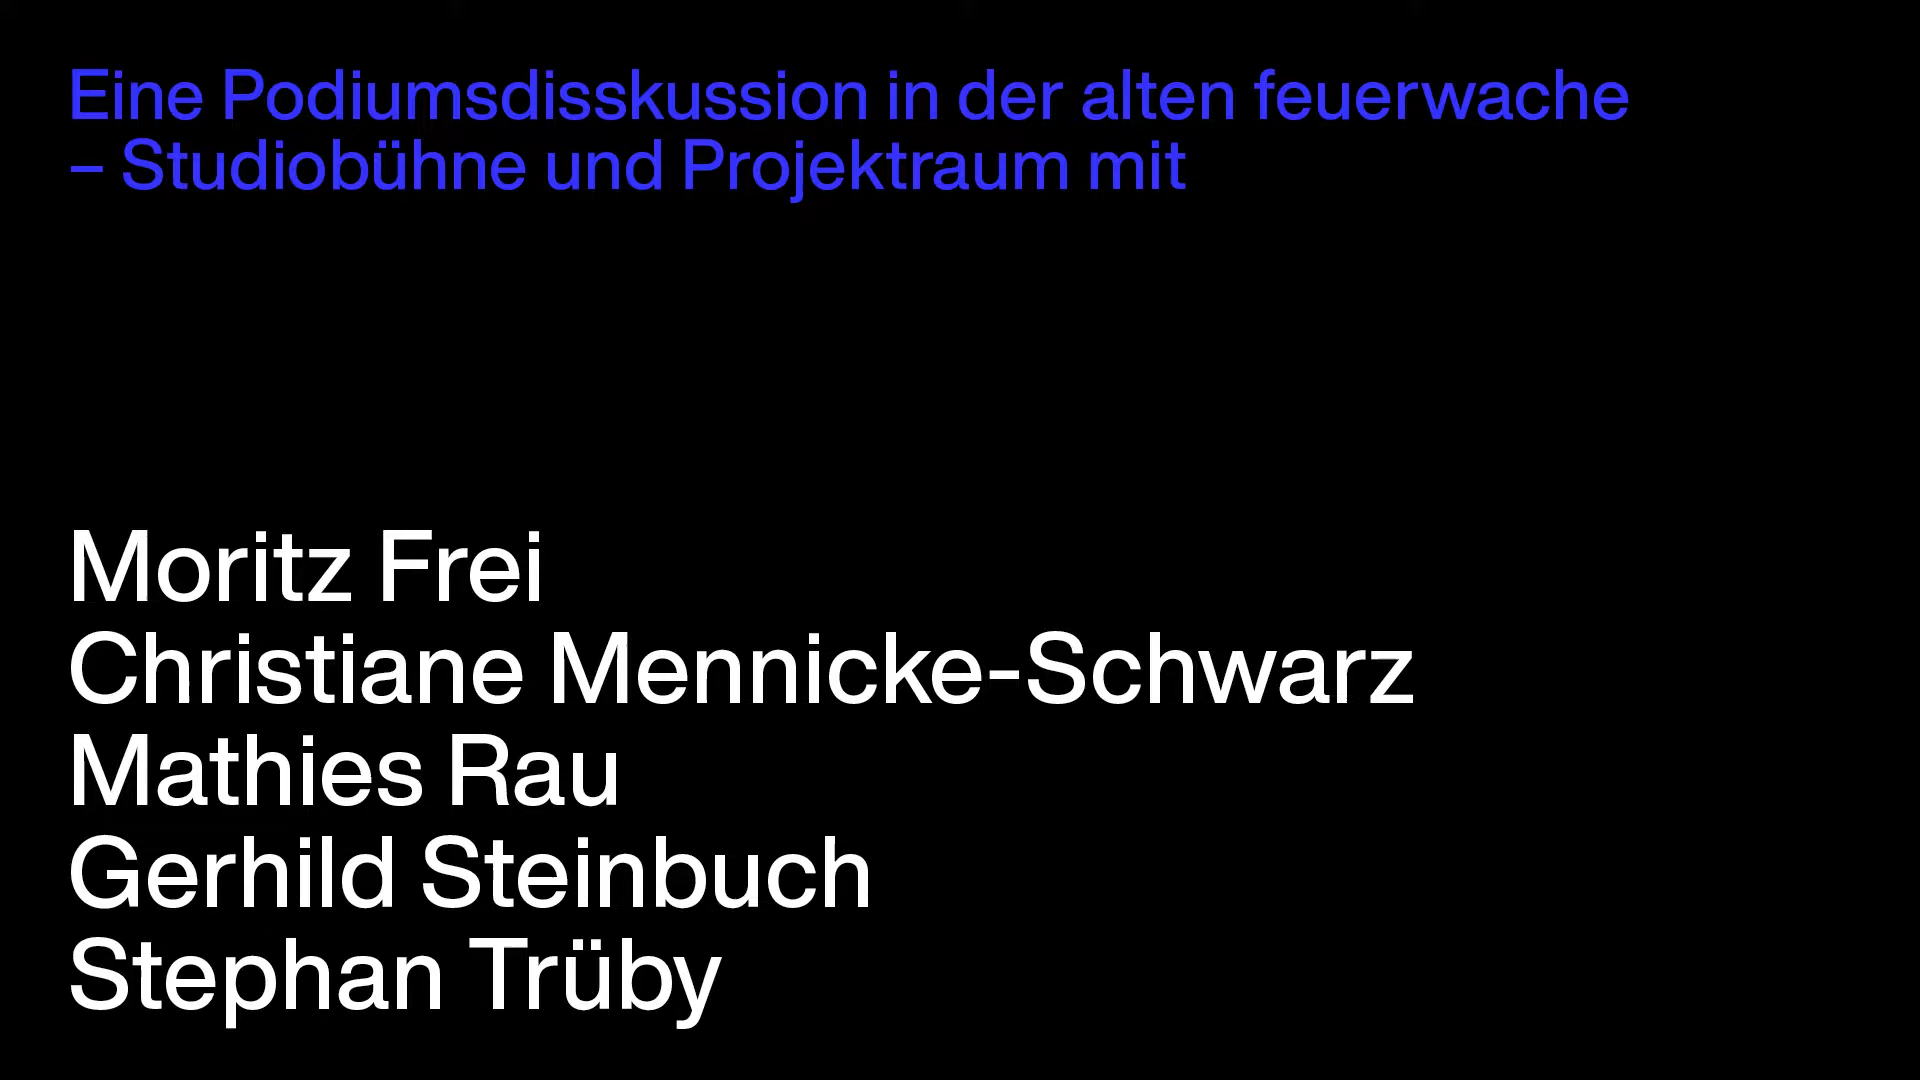 Eine Podiumsdisskussion in der alten feuerwache
– Studiobühne und Projektraum mit
Moritz Frei
Christiane Mennicke-Schwarz
Mathies Rau
Gerhild Steinbuch
Stephan Trüby